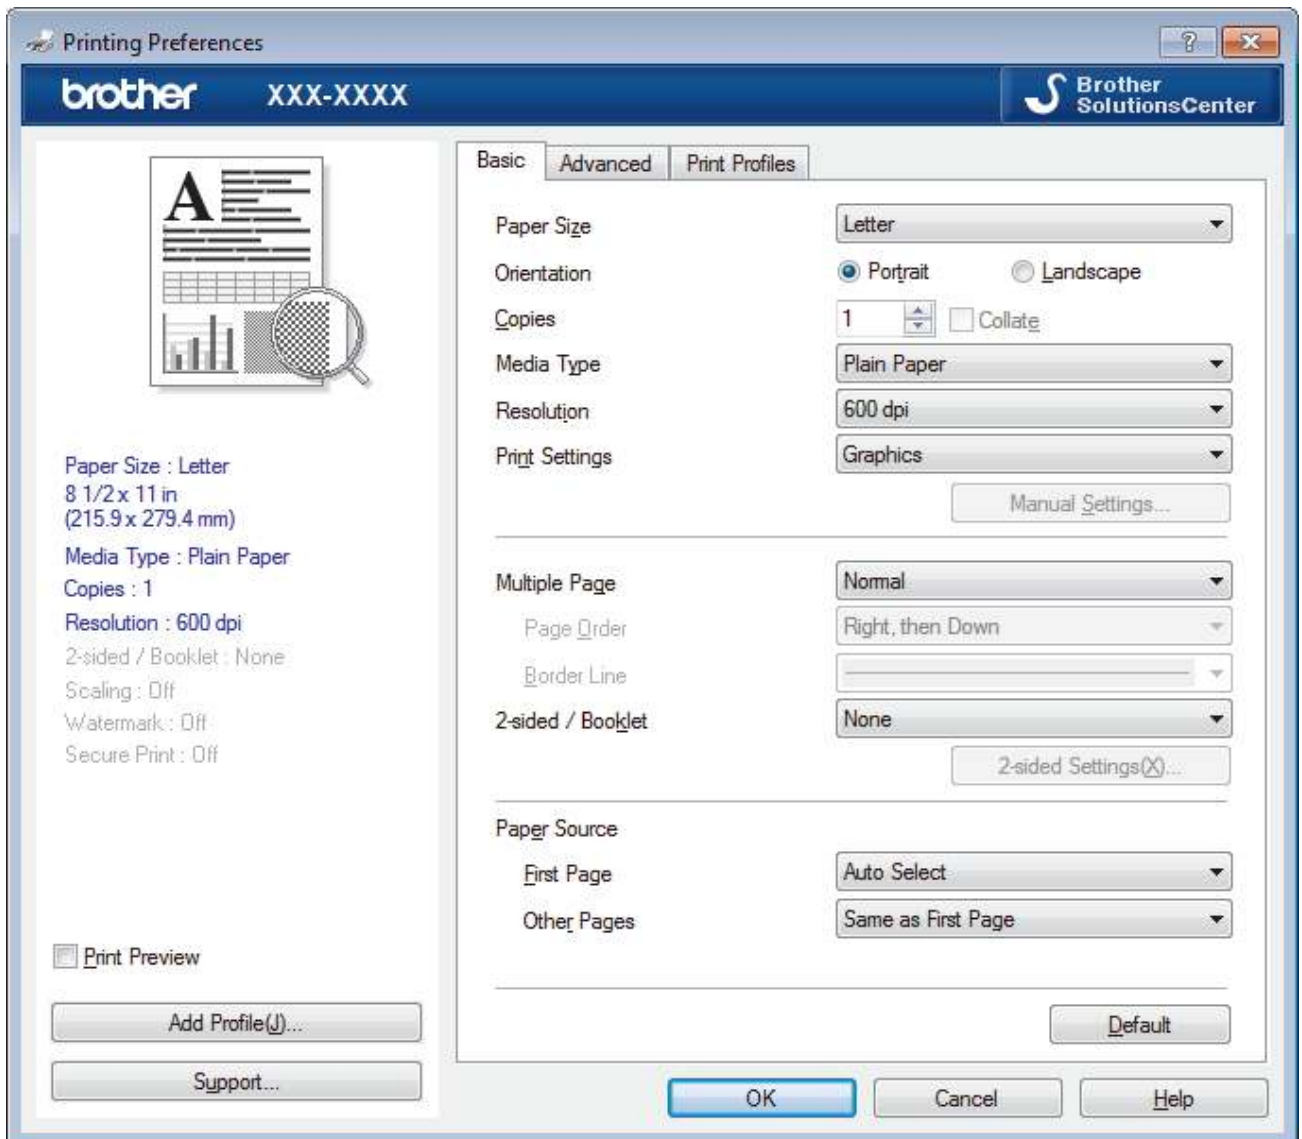 Printing Preferences
brother XXX-XXXX Brother
SolutionsCenter
Basic Advanced Print Profiles
A
Paper Size : Letter
8 1/2 x 11 in
(215.9 x 279.4 mm)
Media Type : Plain Paper
Copies : 1
Resolution : 600 dpi
2-sided / Booklet : None
Scaling : Off
Watermark : Off
Secure Print : Off
Print Preview
Add Profile(J)...
Support...
Paper Size Letter
Orientation Portrait Landscape
Copies 1 Collate
Media Type Plain Paper
Resolution 600 dpi
Print Settings Graphics
Manual Settings...
Multiple Page Normal
Page Order Right, then Down
Border Line
2-sided / Booklet None
2-sided Settings(X)...
Paper Source
First Page Auto Select
Other Pages Same as First Page
Default
OK Cancel Help